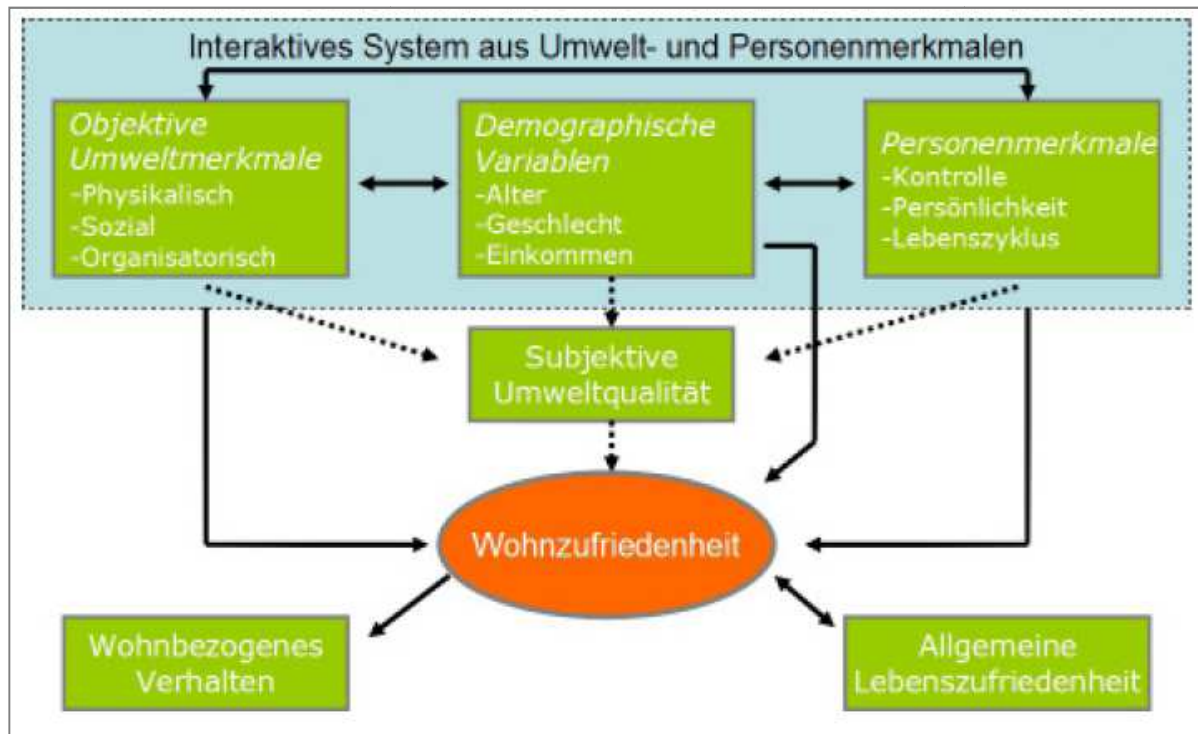 Interaktives System aus Umwelt- und Personenmerkmalen
Objektive
Umweltmerkmale
-Physikalisch
-Sozial
-Organisatorisch
Demographische
Variablen
-Alter
-Geschlecht
-Einkommen
Personenmerkmale
-Kontrolle
-Persönlichkeit
-Lebenszyklus
Subjektive
Umweltqualität
Wohnzufriedenheit
Wohnbezogenes
Verhalten
Allgemeine
Lebenszufriedenheit